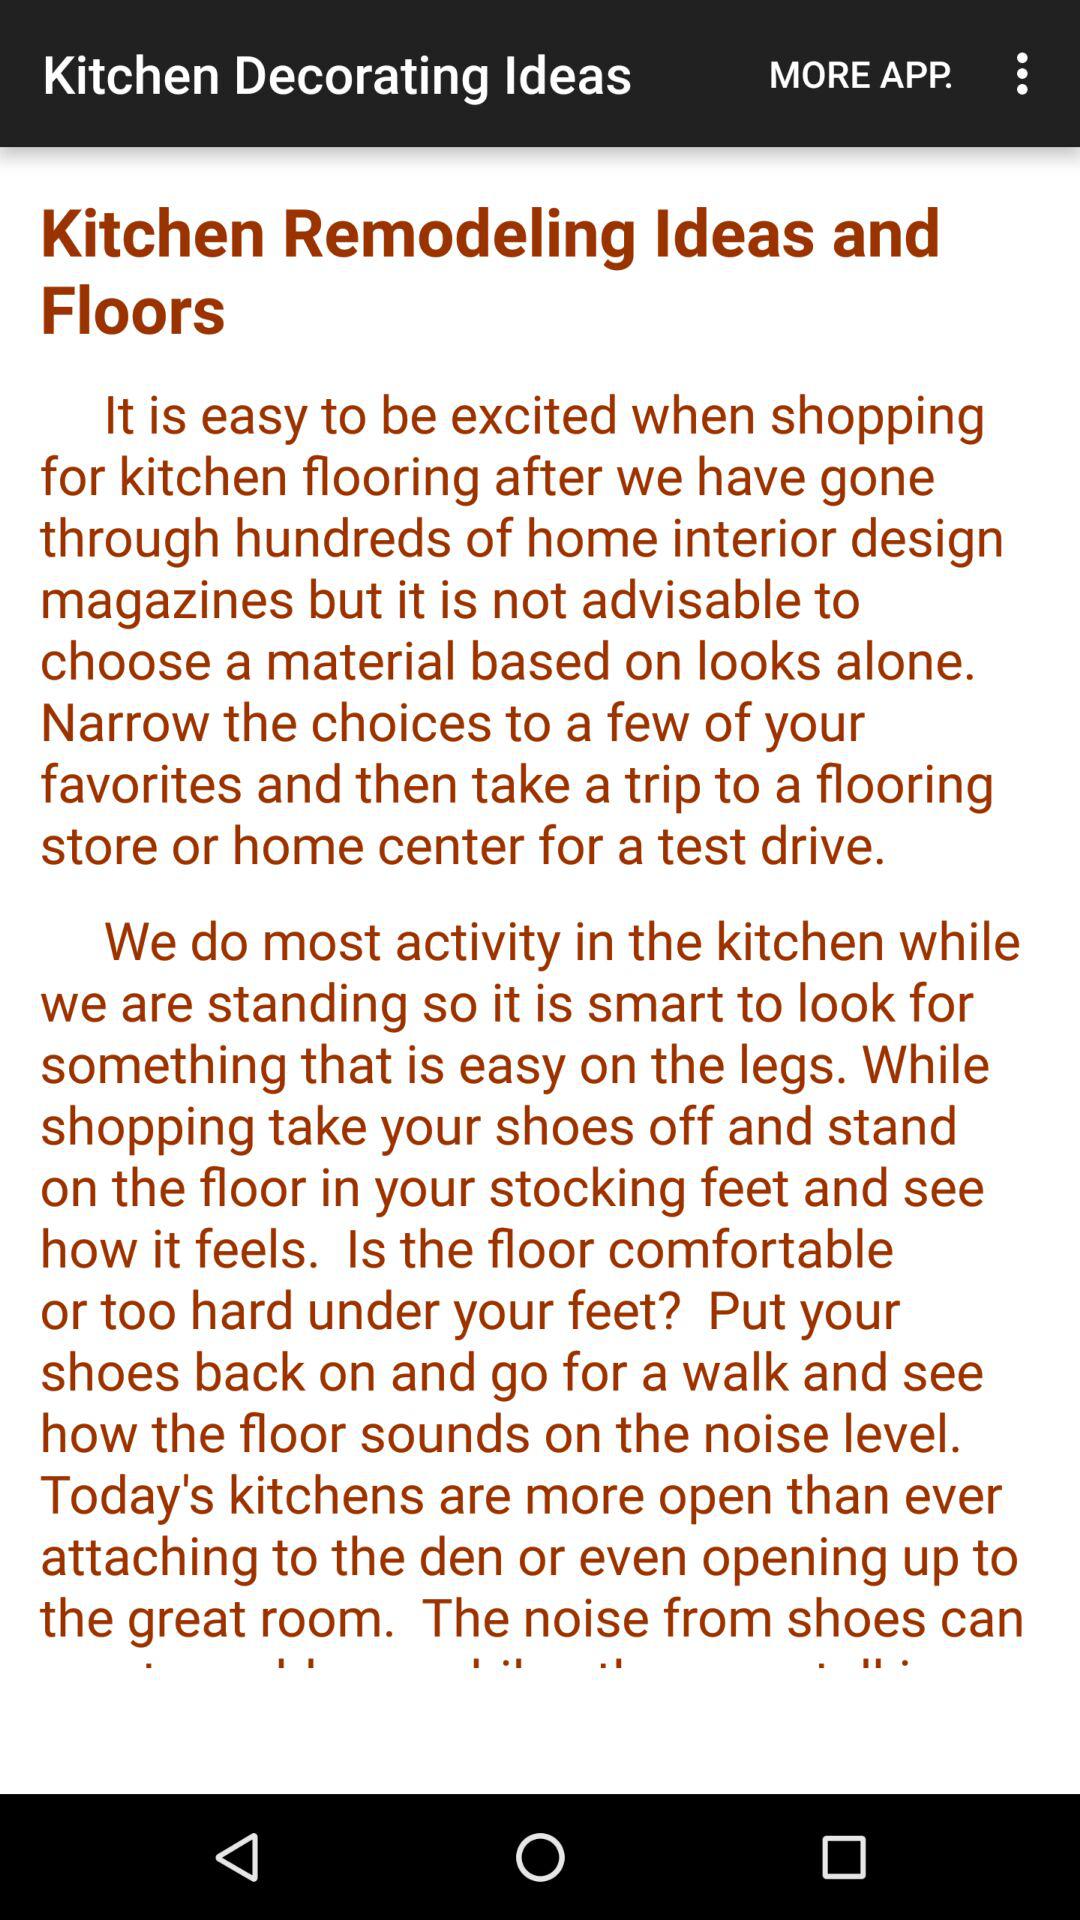 Kitchen Decorating Ideas
MORE APP.
Kitchen Remodeling Ideas and
Floors
It is easy to be excited when shopping
for kitchen flooring after we have gone
through hundreds of home interior design
magazines but it is not advisable to
choose a material based on looks alone.
Narrow the choices to a few of your
favorites and then take a trip to a flooring
store or home center for a test drive.
We do most activity in the kitchen while
we are standing so it is smart to look for
something that is easy on the legs. While
shopping take your shoes off and stand
on the floor in your stocking feet and see
how it feels.  Is the floor comfortable
or too hard under your feet?  Put your
shoes back on and go for a walk and see
how the floor sounds on the noise level.
Today's kitchens are more open than ever
attaching to the den or even opening up to
the great room.  The noise from shoes can